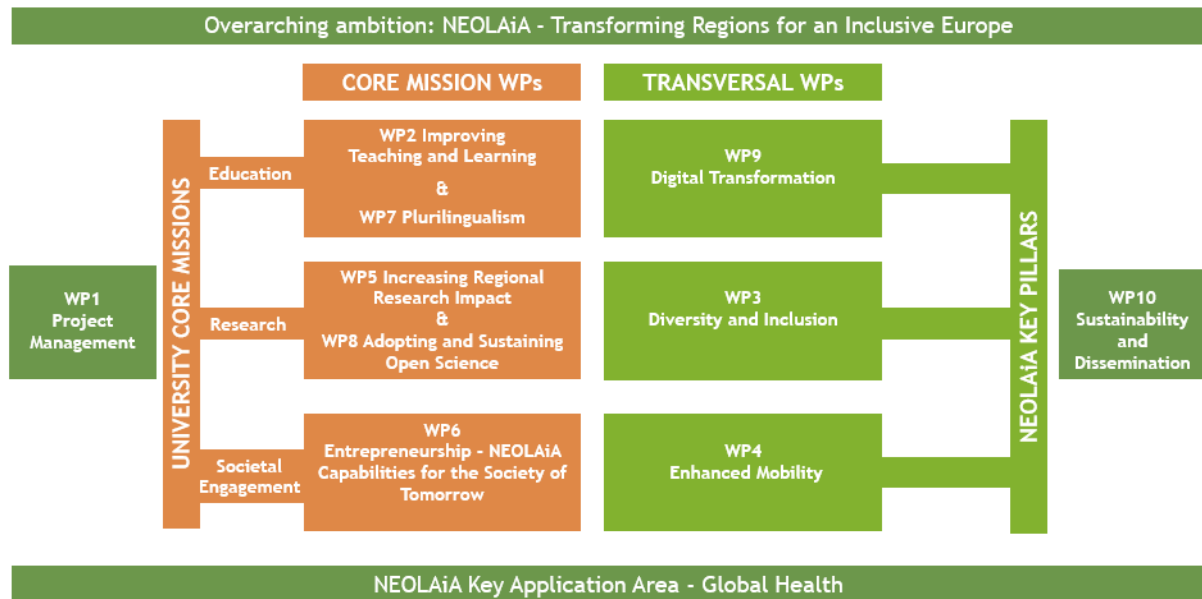 Overarching ambition: NEOLAiA - Transforming Regions for an Inclusive Europe
CORE MISSION WPs
TRANSVERSAL WPs
UNIVERSITY CORE MISSIONS
Education
WP2 Improving
Teaching and Learning
&
WP7 Plurilingualism
WP9
Digital Transformation
WP1
Project
Management
Research
WP5 Increasing Regional
Research Impact
&
WP8 Adopting and Sustaining
Open Science
WP3
Diversity and Inclusion
NEOLAiA KEY PILLARS
WP10
Sustainability
and
Dissemination
Societal
Engagement
WP6
Entrepreneurship - NEOLAiA
Capabilities for the Society of
Tomorrow
WP4
Enhanced Mobility
NEOLAiA Key Application Area - Global Health